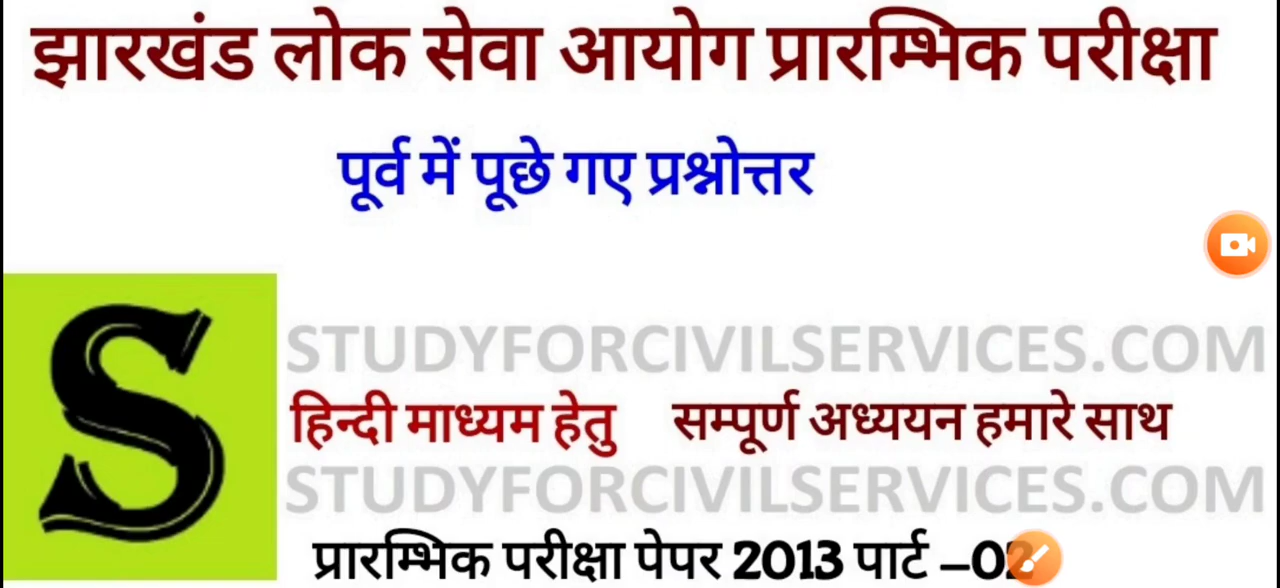 झारखंड लोक सेवा आयोग प्रारम्भिक परीक्षा
पूर्व में पूछे गए प्रश्नोत्तर
S
STUDYFORCIVILSERVICES.COM
हिन्दी माध्यम हेतु सम्पूर्ण अध्ययन हमारे साथ
STUDYFORCIVILSERVICES.COM
प्रारम्भिक परीक्षा पेपर 2013 पार्ट –02